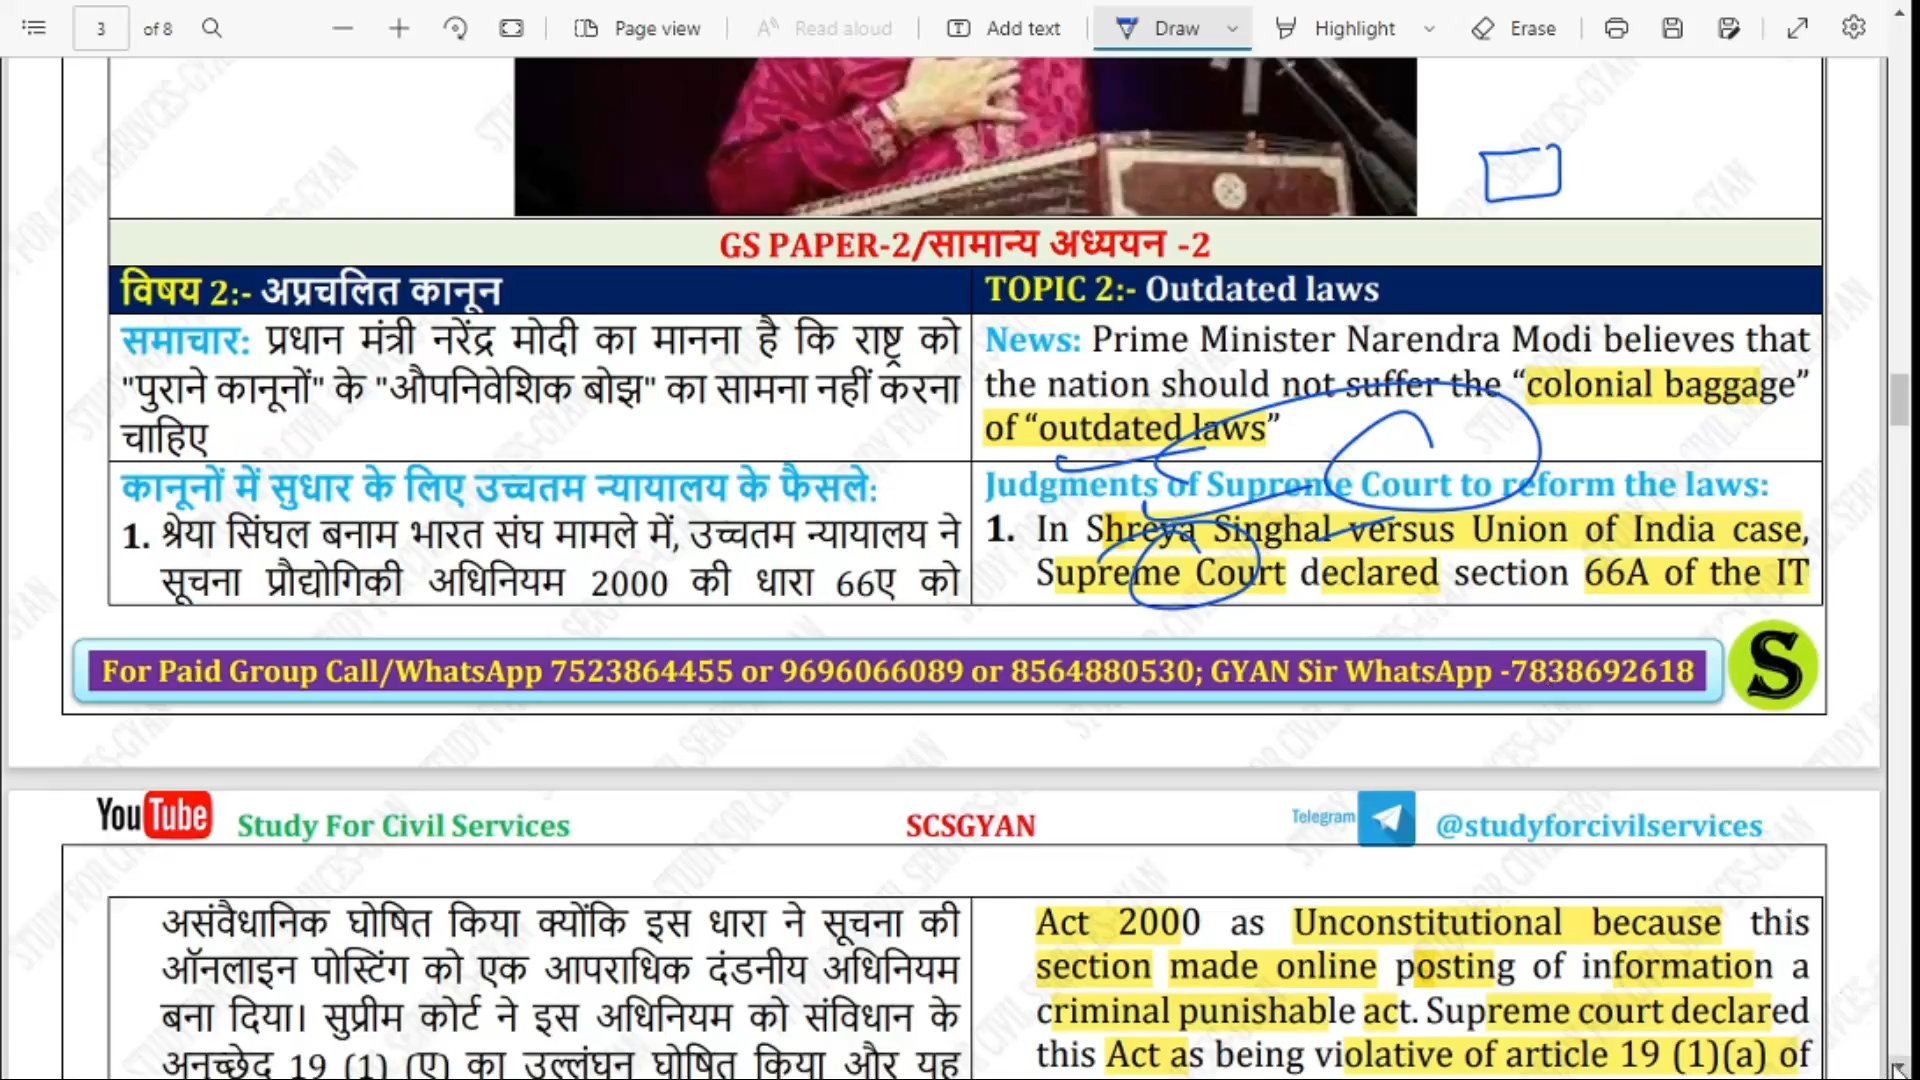 3 of 8 Page view Read aloud Add text Draw Highlight Erase
GS PAPER-2/सामान्य अध्ययन -2
विषय 2:- अप्रचलित कानून
समाचार: प्रधान मंत्री नरेंद्र मोदी का मानना है कि राष्ट्र को
"पुराने कानूनों" के "औपनिवेशिक बोझ" का सामना नहीं करना
चाहिए
कानूनों में सुधार के लिए उच्चतम न्यायालय के फैसले:
1. श्रेया सिंघल बनाम भारत संघ मामले में, उच्चतम न्यायालय ने
सूचना प्रौद्योगिकी अधिनियम 2000 की धारा 66ए को
TOPIC 2:- Outdated laws
News: Prime Minister Narendra Modi believes that
the nation should not suffer the “colonial baggage”
of “outdated laws”
Judgments of Supreme Court to reform the laws:
1. In Shreya Singhal versus Union of India case,
Supreme Court declared section 66A of the IT
For Paid Group Call/WhatsApp 7523864455 or 9696066089 or 8564880530; GYAN Sir WhatsApp -7838692618
S
YouTube Study For Civil Services SCSGYAN Telegram @studyforcivilservices
असंवैधानिक घोषित किया क्योंकि इस धारा ने सूचना की
ऑनलाइन पोस्टिंग को एक आपराधिक दंडनीय अधिनियम
बना दिया। सुप्रीम कोर्ट ने इस अधिनियम को संविधान के
अनुच्छेद 19 (1) (ए) का उल्लंघन घोषित किया और यह
Act 2000 as Unconstitutional because this
section made online posting of information a
criminal punishable act. Supreme court declared
this Act as being violative of article 19 (1)(a) of